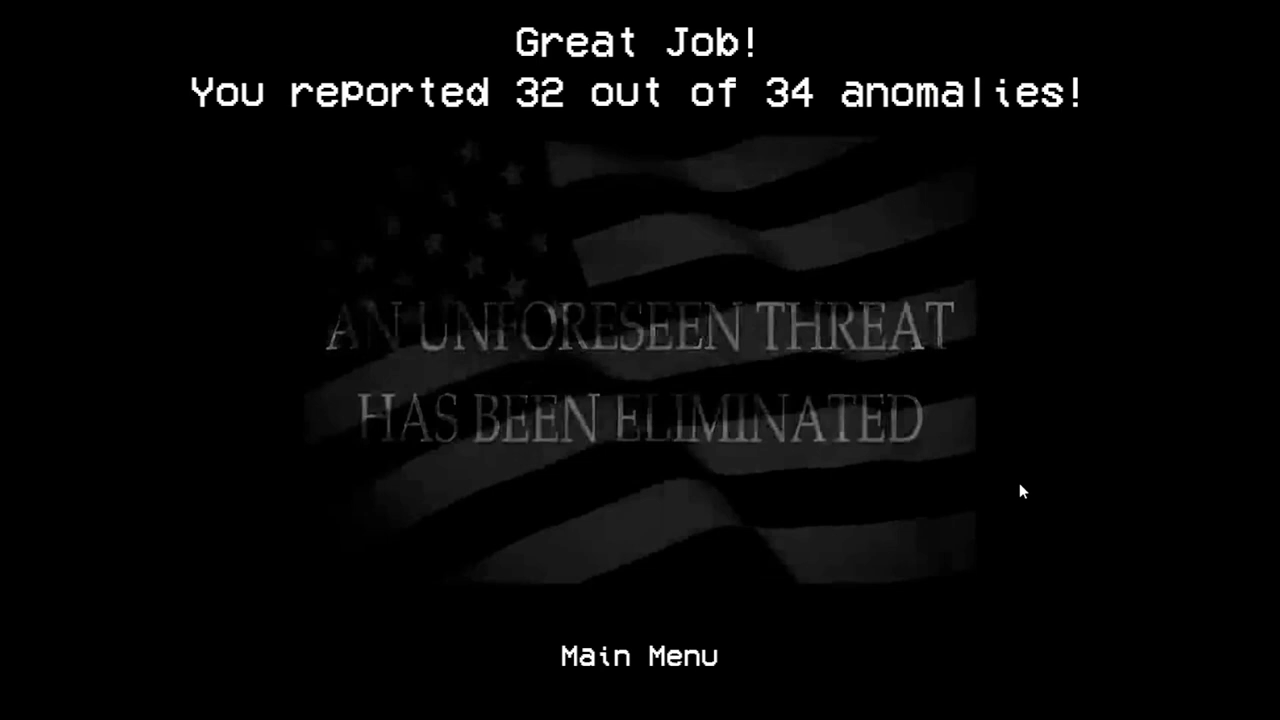 Great Job!
You reported 32 out of 34 anomalies!
AN UNFORESEEN THREAT
HAS BEEN ELIMINATED
Main Menu